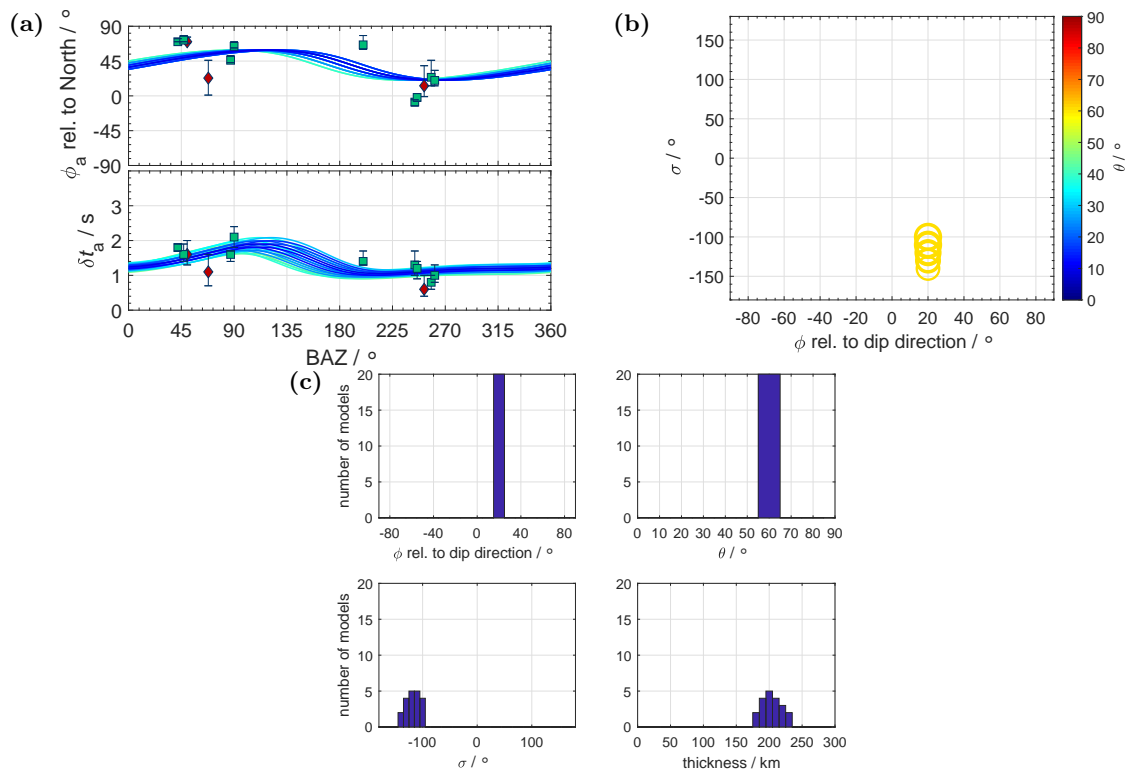 (a)
90
45
0
-45
-90
ϕa rel. to North / °
3
2
1
0
δta / s
0 45 90 135 180 225 270 315 360
BAZ / °
(b)
150
100
50
0
-50
-100
-150
σ / °
-80 -60 -40 -20 0 20 40 60 80
ϕ rel. to dip direction / °
90
80
70
60
50
40
30
20
10
0
θ / °
(c)
20
15
10
5
0
number of models
-80 -40 0 40 80
ϕ rel. to dip direction / °
20
15
10
5
0
0 10 20 30 40 50 60 70 80 90
θ / °
20
15
10
5
0
number of models
-100 0 100
σ / °
20
15
10
5
0
0 50 100 150 200 250 300
thickness / km